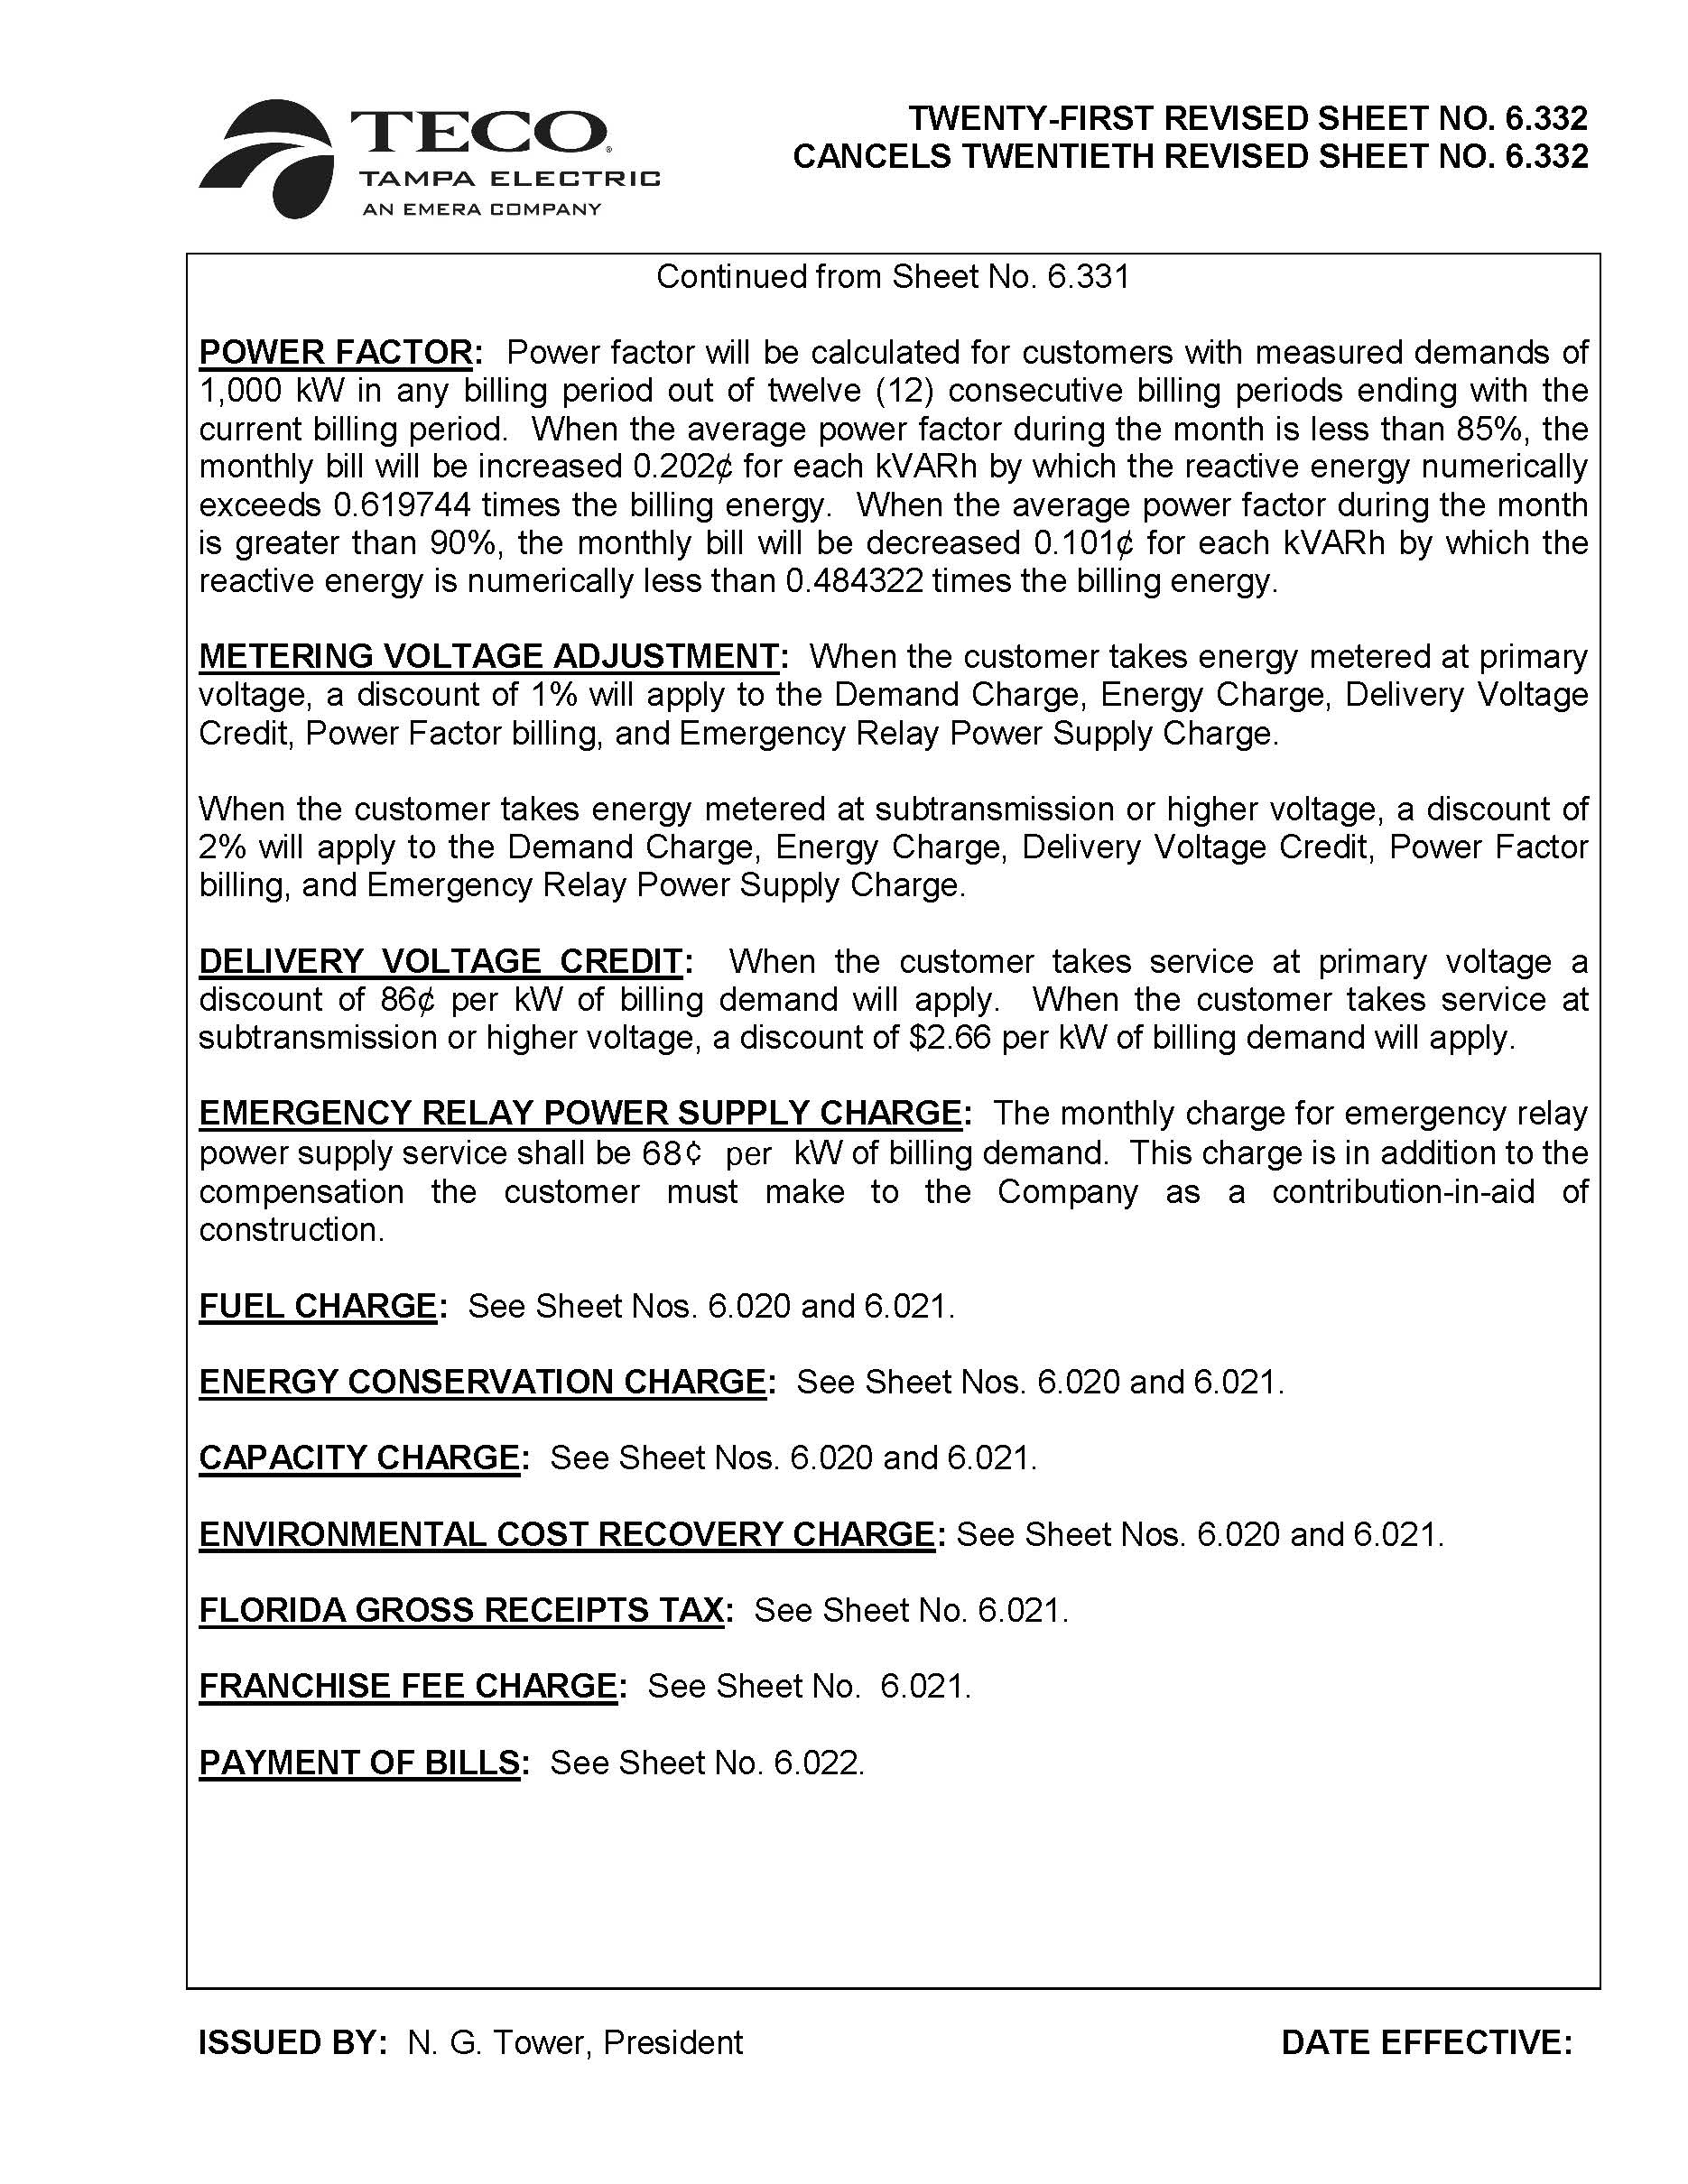 TECO®
TAMPA ELECTRIC
AN EMERA COMPANY
TWENTY-FIRST REVISED SHEET NO. 6.332
CANCELS TWENTIETH REVISED SHEET NO. 6.332
Continued from Sheet No. 6.331
POWER FACTOR: Power factor will be calculated for customers with measured demands of
1,000 kW in any billing period out of twelve (12) consecutive billing periods ending with the
current billing period. When the average power factor during the month is less than 85%, the
monthly bill will be increased 0.202¢ for each kVARh by which the reactive energy numerically
exceeds 0.619744 times the billing energy. When the average power factor during the month
is greater than 90%, the monthly bill will be decreased 0.101¢ for each kVARh by which the
reactive energy is numerically less than 0.484322 times the billing energy.
METERING VOLTAGE ADJUSTMENT: When the customer takes energy metered at primary
voltage, a discount of 1% will apply to the Demand Charge, Energy Charge, Delivery Voltage
Credit, Power Factor billing, and Emergency Relay Power Supply Charge.
When the customer takes energy metered at subtransmission or higher voltage, a discount of
2% will apply to the Demand Charge, Energy Charge, Delivery Voltage Credit, Power Factor
billing, and Emergency Relay Power Supply Charge.
DELIVERY VOLTAGE CREDIT: When the customer takes service at primary voltage a
discount of 86¢ per kW of billing demand will apply. When the customer takes service at
subtransmission or higher voltage, a discount of $2.66 per kW of billing demand will apply.
EMERGENCY RELAY POWER SUPPLY CHARGE: The monthly charge for emergency relay
power supply service shall be 68¢ per kW of billing demand. This charge is in addition to the
compensation the customer must make to the Company as a contribution-in-aid of
construction.
FUEL CHARGE: See Sheet Nos. 6.020 and 6.021.
ENERGY CONSERVATION CHARGE: See Sheet Nos. 6.020 and 6.021.
CAPACITY CHARGE: See Sheet Nos. 6.020 and 6.021.
ENVIRONMENTAL COST RECOVERY CHARGE: See Sheet Nos. 6.020 and 6.021.
FLORIDA GROSS RECEIPTS TAX: See Sheet No. 6.021.
FRANCHISE FEE CHARGE: See Sheet No. 6.021.
PAYMENT OF BILLS: See Sheet No. 6.022.
ISSUED BY: N. G. Tower, President
DATE EFFECTIVE: